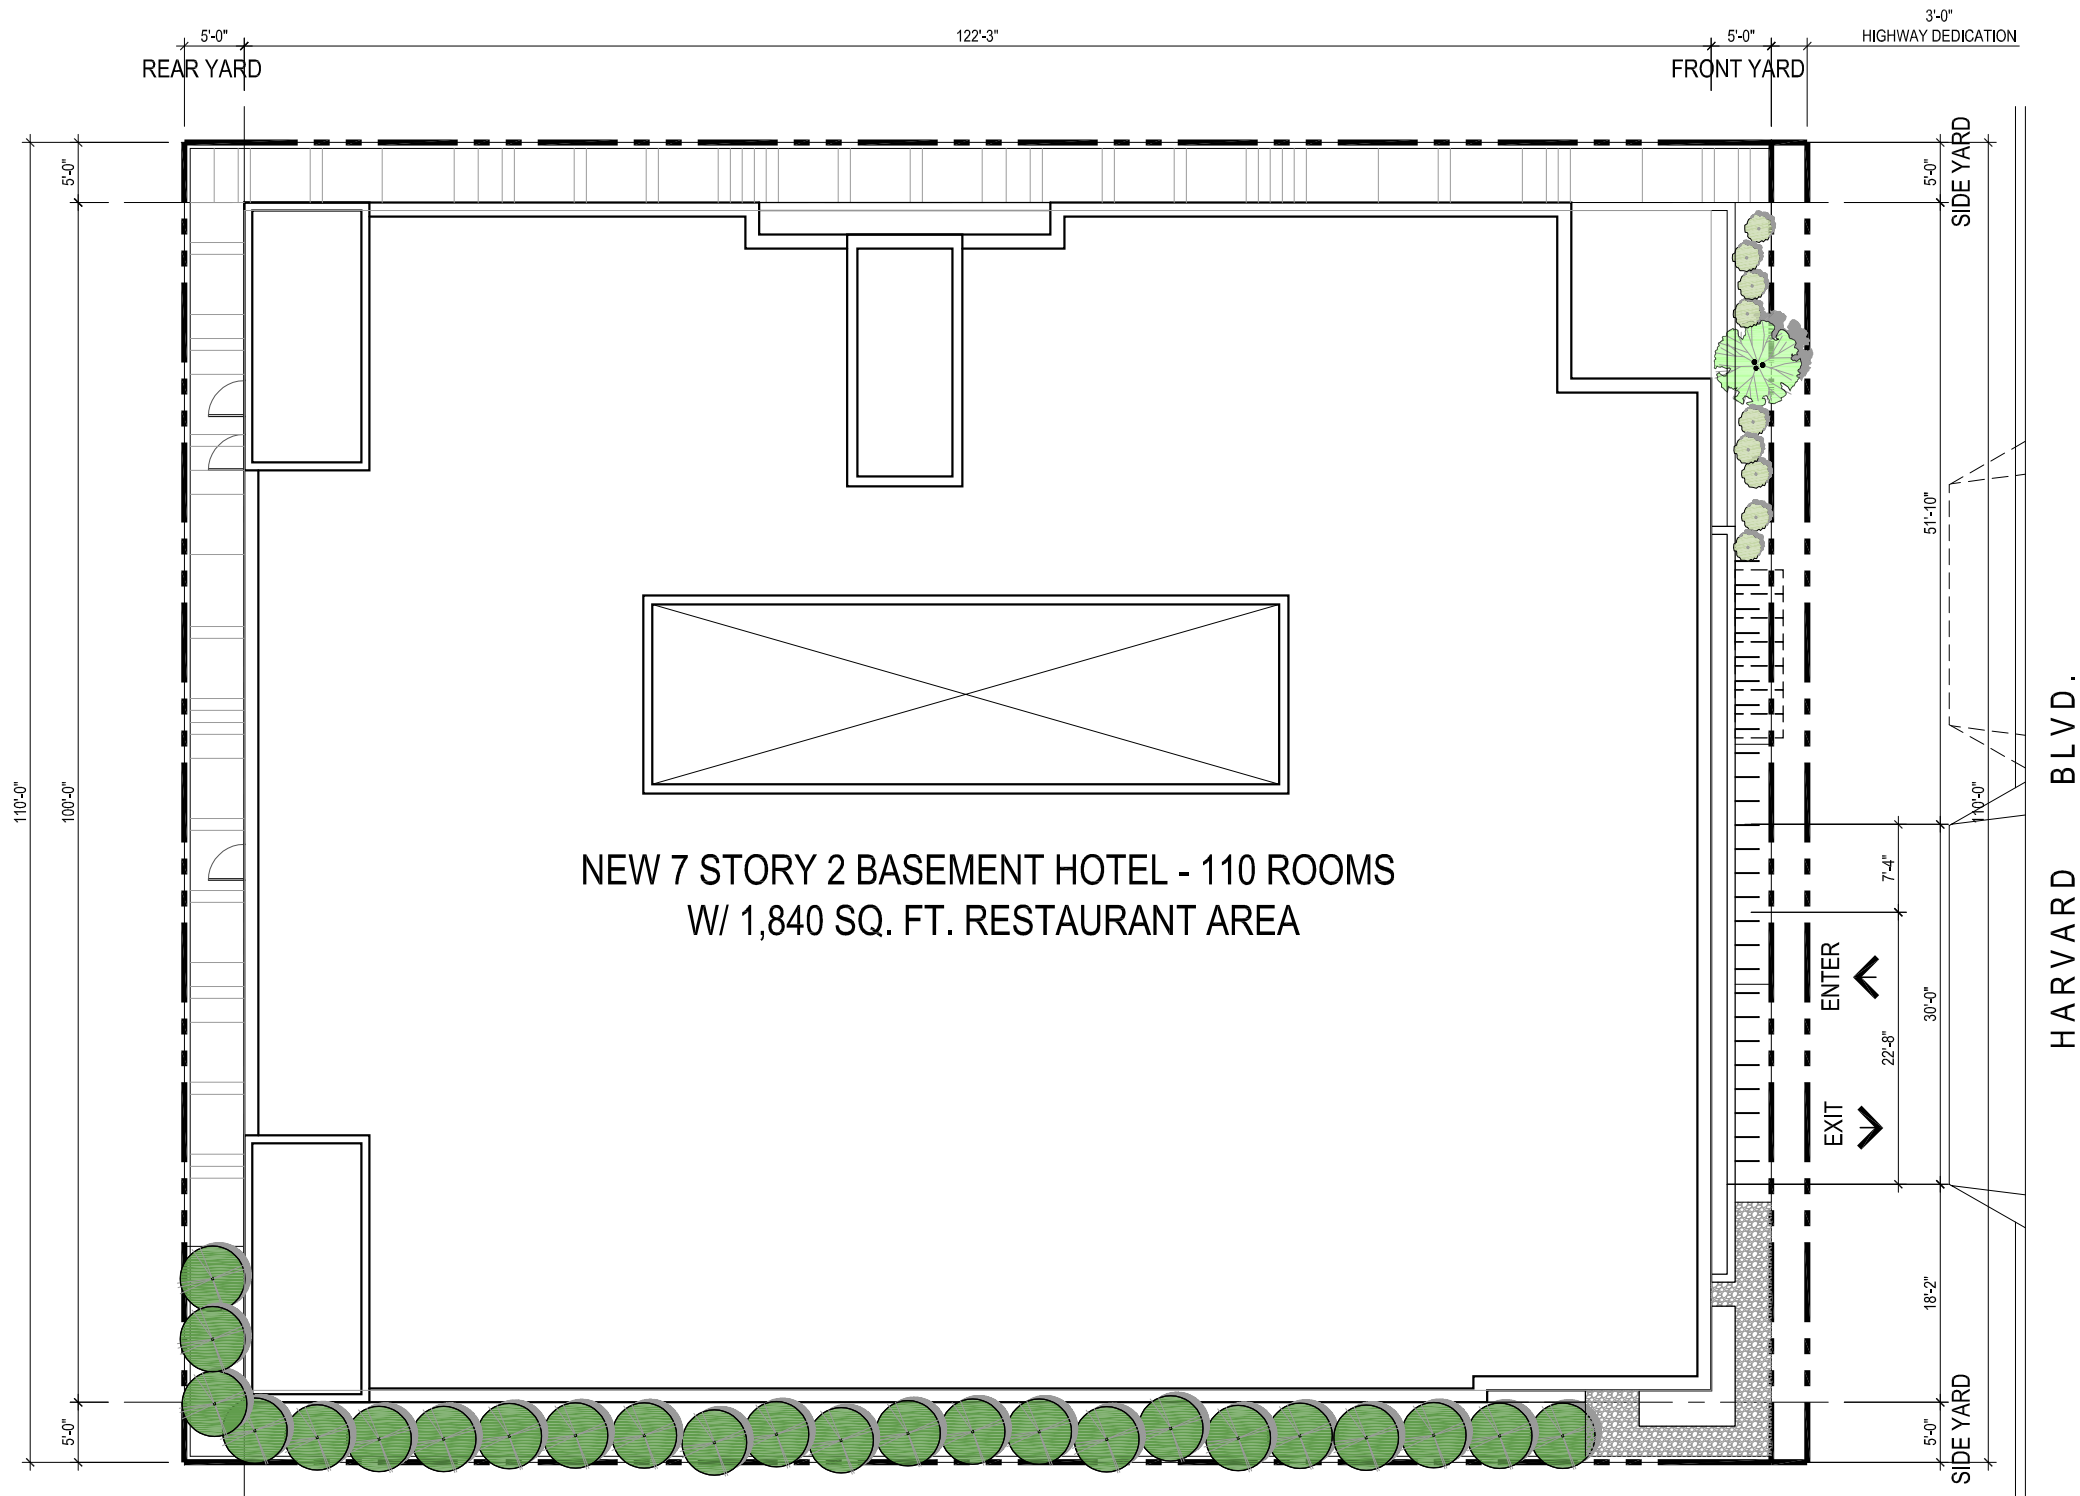 3'-0"
HIGHWAY DEDICATION
5'-0"
122'-3"
5'-0"
REAR YARD
FRONT YARD
5'-0"
5'-0"
SIDE YARD
51'-10"
110'-0"
100'-0"
110'-0"
HARVARD BLVD.
NEW 7 STORY 2 BASEMENT HOTEL - 110 ROOMS
W/ 1,840 SQ. FT. RESTAURANT AREA
7'-4"
ENTER
30'-0"
22'-8"
EXIT
18'-2"
5'-0"
5'-0"
SIDE YARD